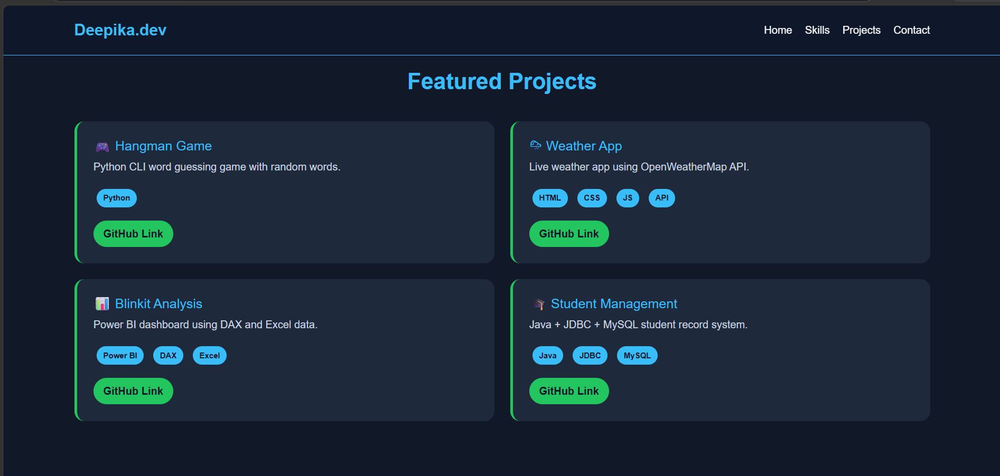 Deepika.dev
Home Skills Projects Contact
Featured Projects
🎮 Hangman Game
Python CLI word guessing game with random words.
Python
GitHub Link
🌦 Weather App
Live weather app using OpenWeatherMap API.
HTML CSS JS API
GitHub Link
📊 Blinkit Analysis
Power BI dashboard using DAX and Excel data.
Power BI DAX Excel
GitHub Link
🎓 Student Management
Java + JDBC + MySQL student record system.
Java JDBC MySQL
GitHub Link